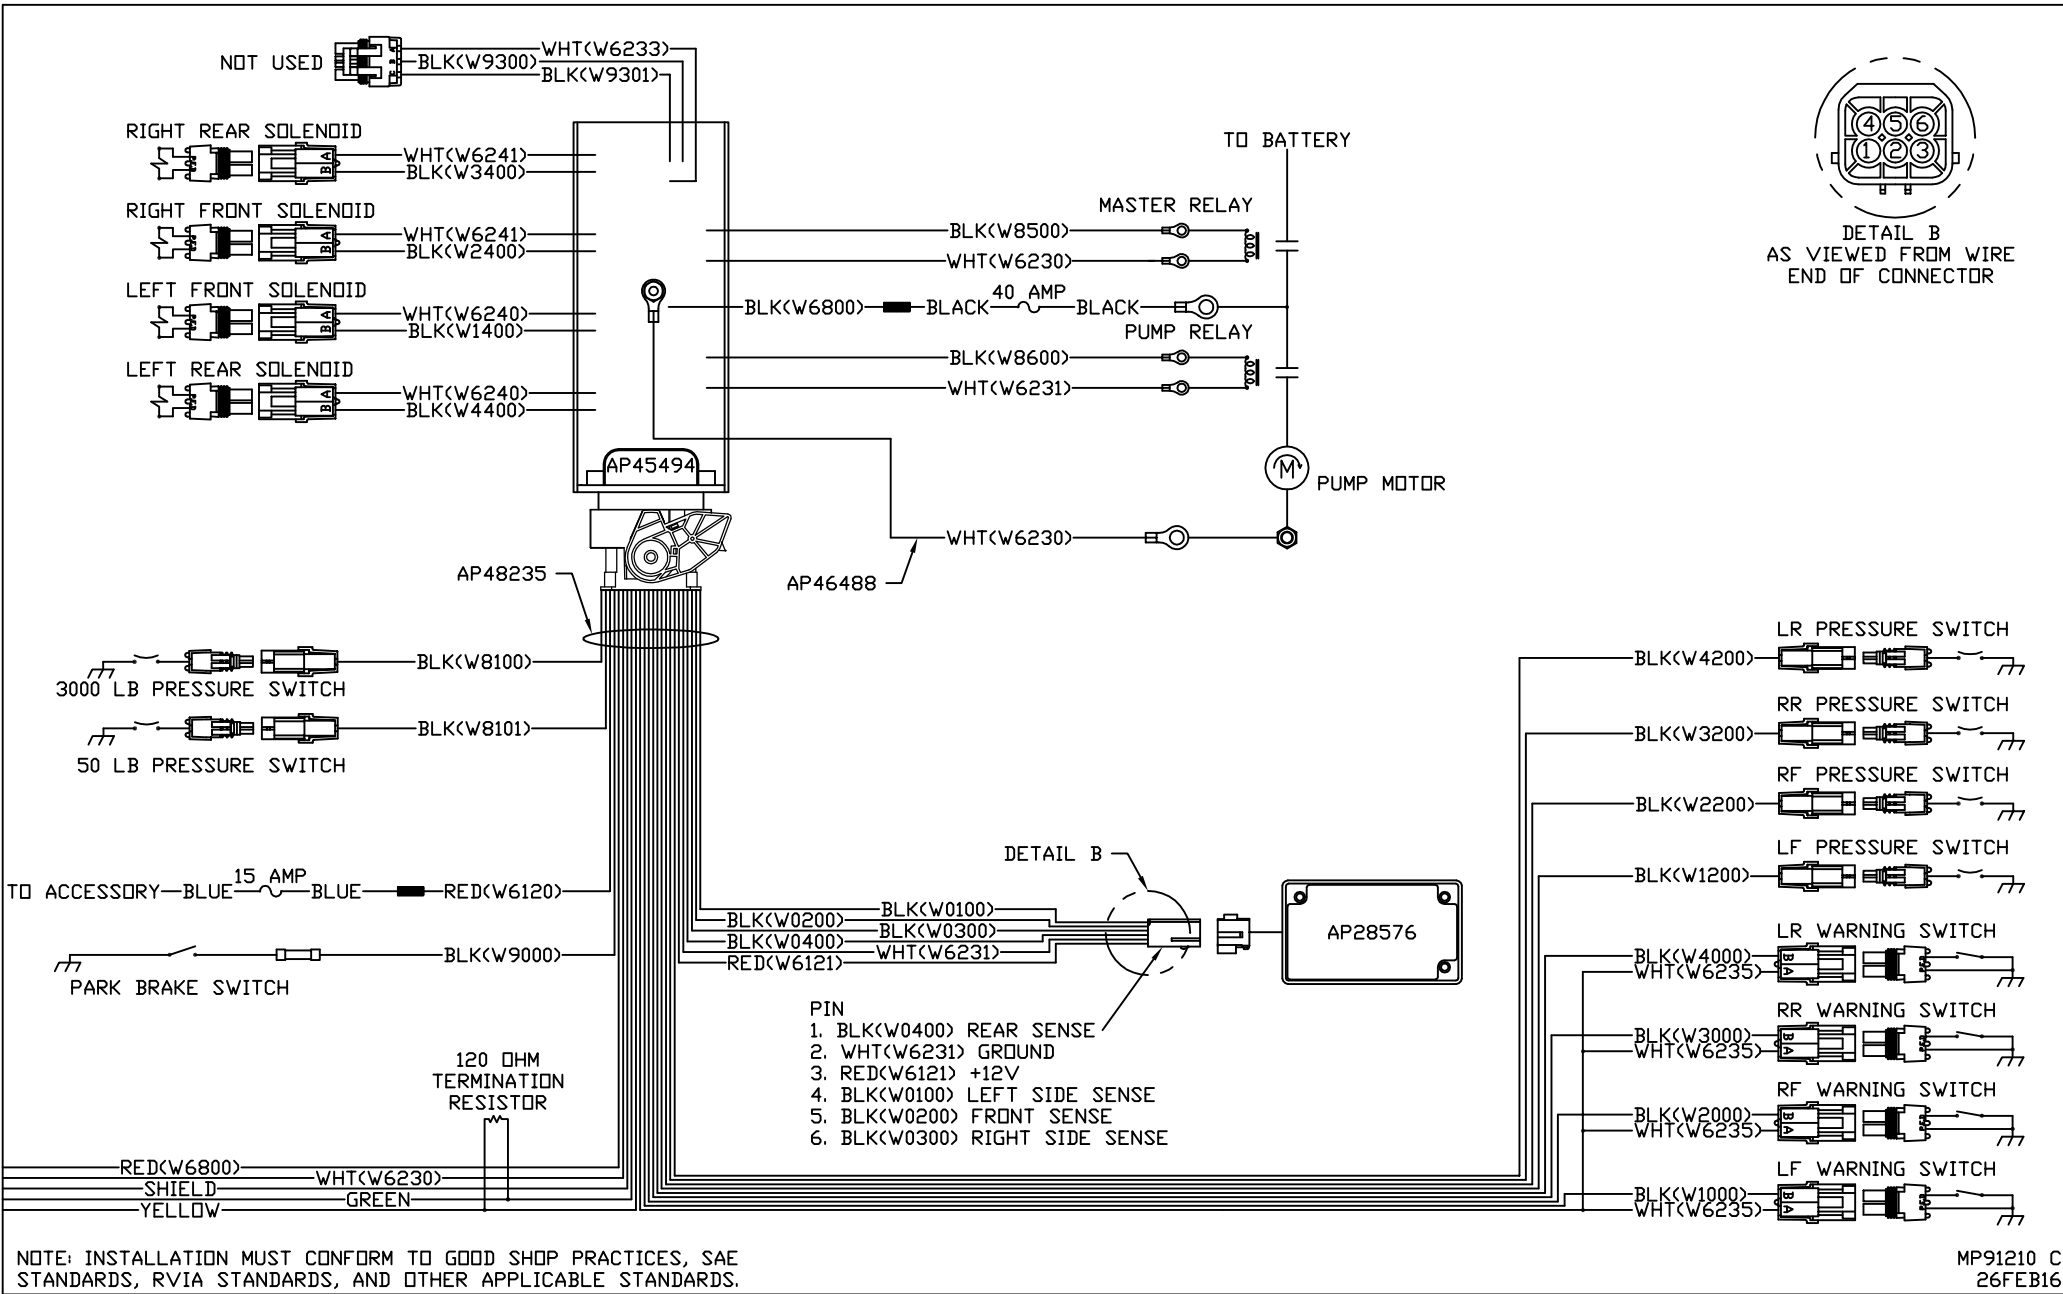 NOT USED
WHT(W6233)
BLK(W9300)
BLK(W9301)
RIGHT REAR SOLENOID
A
B
WHT(W6241)
BLK(W3400)
RIGHT FRONT SOLENOID
A
B
WHT(W6241)
BLK(W2400)
LEFT FRONT SOLENOID
A
B
WHT(W6240)
BLK(W1400)
LEFT REAR SOLENOID
A
B
WHT(W6240)
BLK(W4400)
AP45494
TO BATTERY
MASTER RELAY
BLK(W8500)
WHT(W6230)
BLK(W6800)
BLACK
40 AMP
BLACK
PUMP RELAY
BLK(W8600)
WHT(W6231)
M
PUMP MOTOR
WHT(W6230)
AP46488
AP48235
4 5 6
1 2 3
DETAIL B
AS VIEWED FROM WIRE
END OF CONNECTOR
BLK(W8100)
3000 LB PRESSURE SWITCH
BLK(W8101)
50 LB PRESSURE SWITCH
TO ACCESSORY
BLUE
15 AMP
BLUE
RED(W6120)
BLK(W9000)
PARK BRAKE SWITCH
120 OHM
TERMINATION
RESISTOR
RED(W6800)
WHT(W6230)
SHIELD
GREEN
YELLOW
DETAIL B
BLK(W0100)
BLK(W0200)
BLK(W0300)
BLK(W0400)
WHT(W6231)
RED(W6121)
AP28576
PIN
1. BLK(W0400) REAR SENSE
2. WHT(W6231) GROUND
3. RED(W6121) +12V
4. BLK(W0100) LEFT SIDE SENSE
5. BLK(W0200) FRONT SENSE
6. BLK(W0300) RIGHT SIDE SENSE
LR PRESSURE SWITCH
BLK(W4200)
RR PRESSURE SWITCH
BLK(W3200)
RF PRESSURE SWITCH
BLK(W2200)
LF PRESSURE SWITCH
BLK(W1200)
LR WARNING SWITCH
BLK(W4000)
WHT(W6235)
B
A
RR WARNING SWITCH
BLK(W3000)
WHT(W6235)
B
A
RF WARNING SWITCH
BLK(W2000)
WHT(W6235)
B
A
LF WARNING SWITCH
BLK(W1000)
WHT(W6235)
B
A
NOTE: INSTALLATION MUST CONFORM TO GOOD SHOP PRACTICES, SAE
STANDARDS, RVIA STANDARDS, AND OTHER APPLICABLE STANDARDS.
MP91210 C
26FEB16